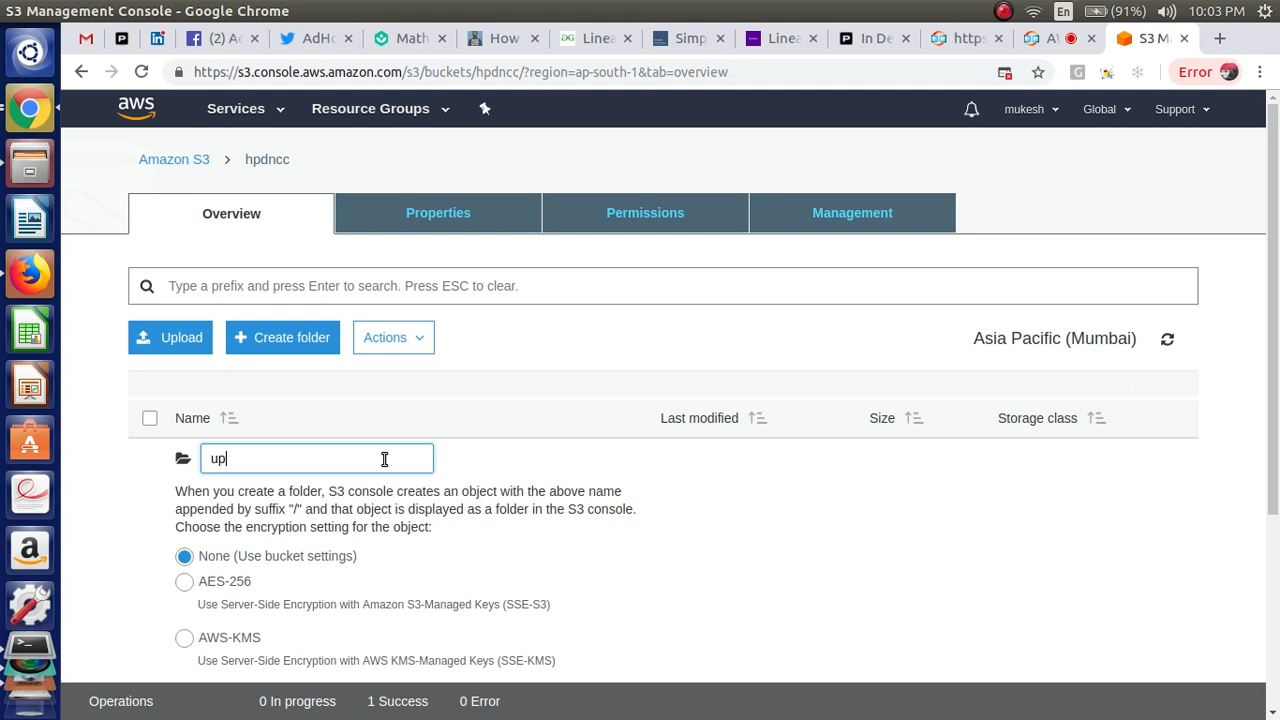 S3 Management Console - Google Chrome
En
(91%)
10:03 PM
(2) Ac
AdHo
Math
How
Linea
Simp
Linea
In De
https
AV
S3 M
https://s3.console.aws.amazon.com/s3/buckets/hpdncc/?region=ap-south-1&tab=overview
Error
aws
Services
Resource Groups
mukesh
Global
Support
Amazon S3 > hpdncc
Overview
Properties
Permissions
Management
Type a prefix and press Enter to search. Press ESC to clear.
Upload
+ Create folder
Actions
Asia Pacific (Mumbai)
Name
Last modified
Size
Storage class
up
When you create a folder, S3 console creates an object with the above name
appended by suffix "/" and that object is displayed as a folder in the S3 console.
Choose the encryption setting for the object:
None (Use bucket settings)
AES-256
Use Server-Side Encryption with Amazon S3-Managed Keys (SSE-S3)
AWS-KMS
Use Server-Side Encryption with AWS KMS-Managed Keys (SSE-KMS)
Operations
0 In progress
1 Success
0 Error